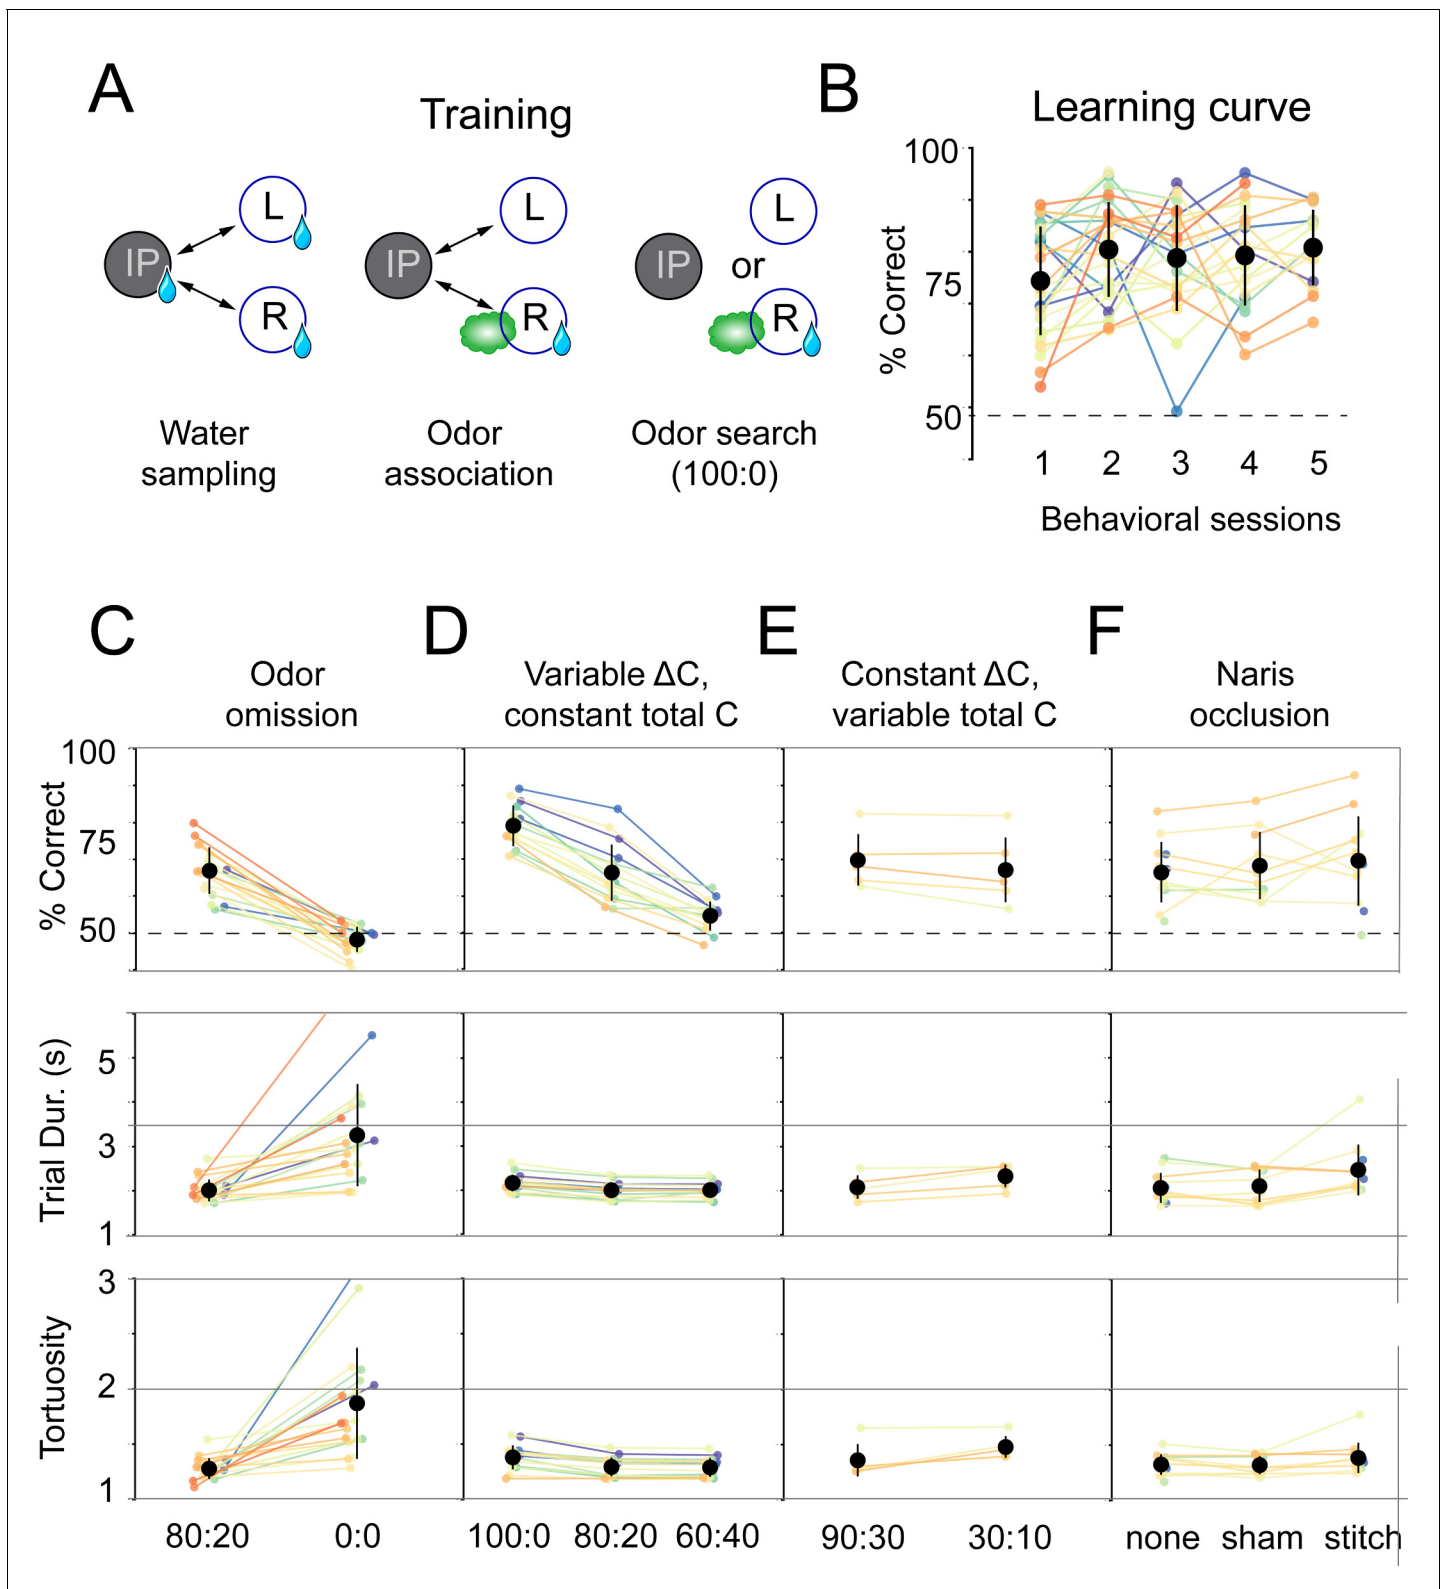 A
Training
IP
L
R
Water
sampling
IP
L
R
Odor
association
IP
L
or
R
Odor search
(100:0)
B
Learning curve
% Correct
100
75
50
1 2 3 4 5
Behavioral sessions
C
Odor
omission
D
Variable ΔC,
constant total C
E
Constant ΔC,
variable total C
F
Naris
occlusion
% Correct
100
75
50
Trial Dur. (s)
5
3
1
Tortuosity
3
2
1
80:20 0:0
100:0 80:20 60:40
90:30 30:10
none sham stitch